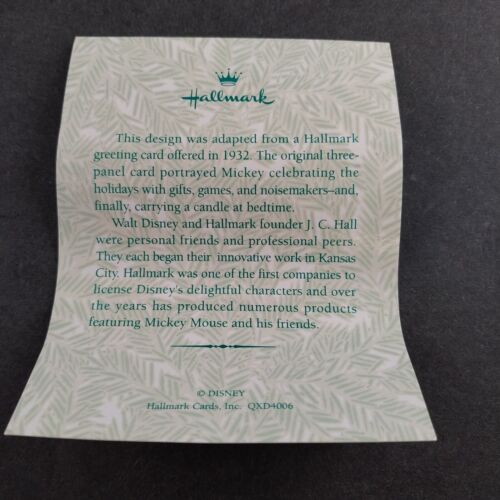 Hallmark
This design was adapted from a Hallmark
greeting card offered in 1932. The original three-
panel card portrayed Mickey celebrating the
holidays with gifts, games, and noisemakers–and,
finally, carrying a candle at bedtime.
Walt Disney and Hallmark founder J. C. Hall
were personal friends and professional peers.
They each began their innovative work in Kansas
City. Hallmark was one of the first companies to
license Disney's delightful characters and over
the years has produced numerous products
featuring Mickey Mouse and his friends.
© DISNEY
Hallmark Cards, Inc. QXD4006